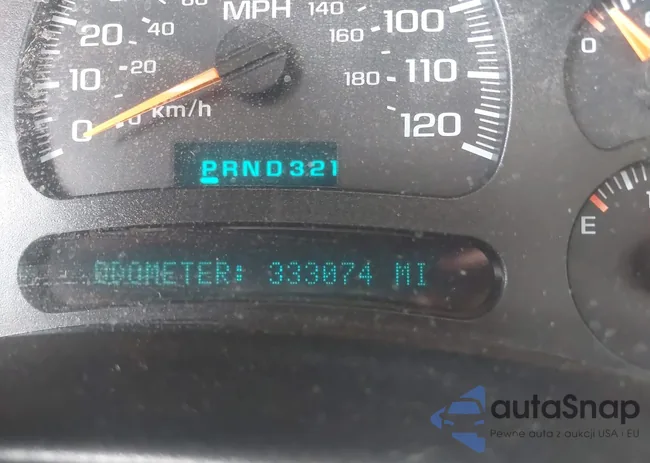 MPH
0 10 20 100 110 120
20 40 140 160 180
0 km/h
PRND321
ODOMETER: 333074 MI
0
E
autaSnap
Pewne auta z aukcji USA i EU